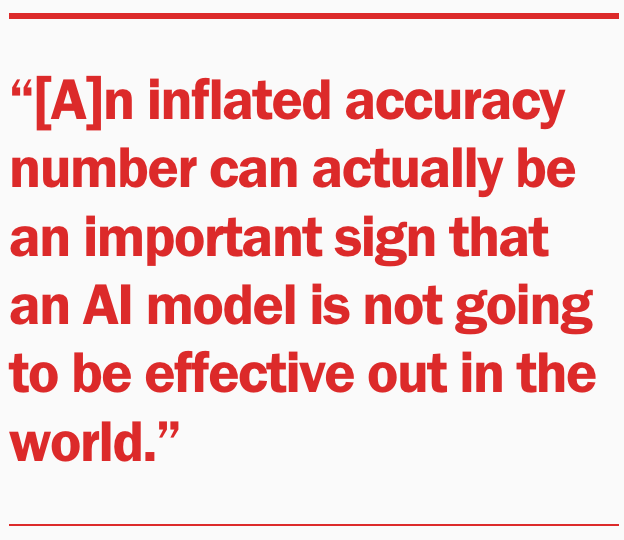 “[A]n inflated accuracy
number can actually be
an important sign that
an AI model is not going
to be effective out in the
world.”